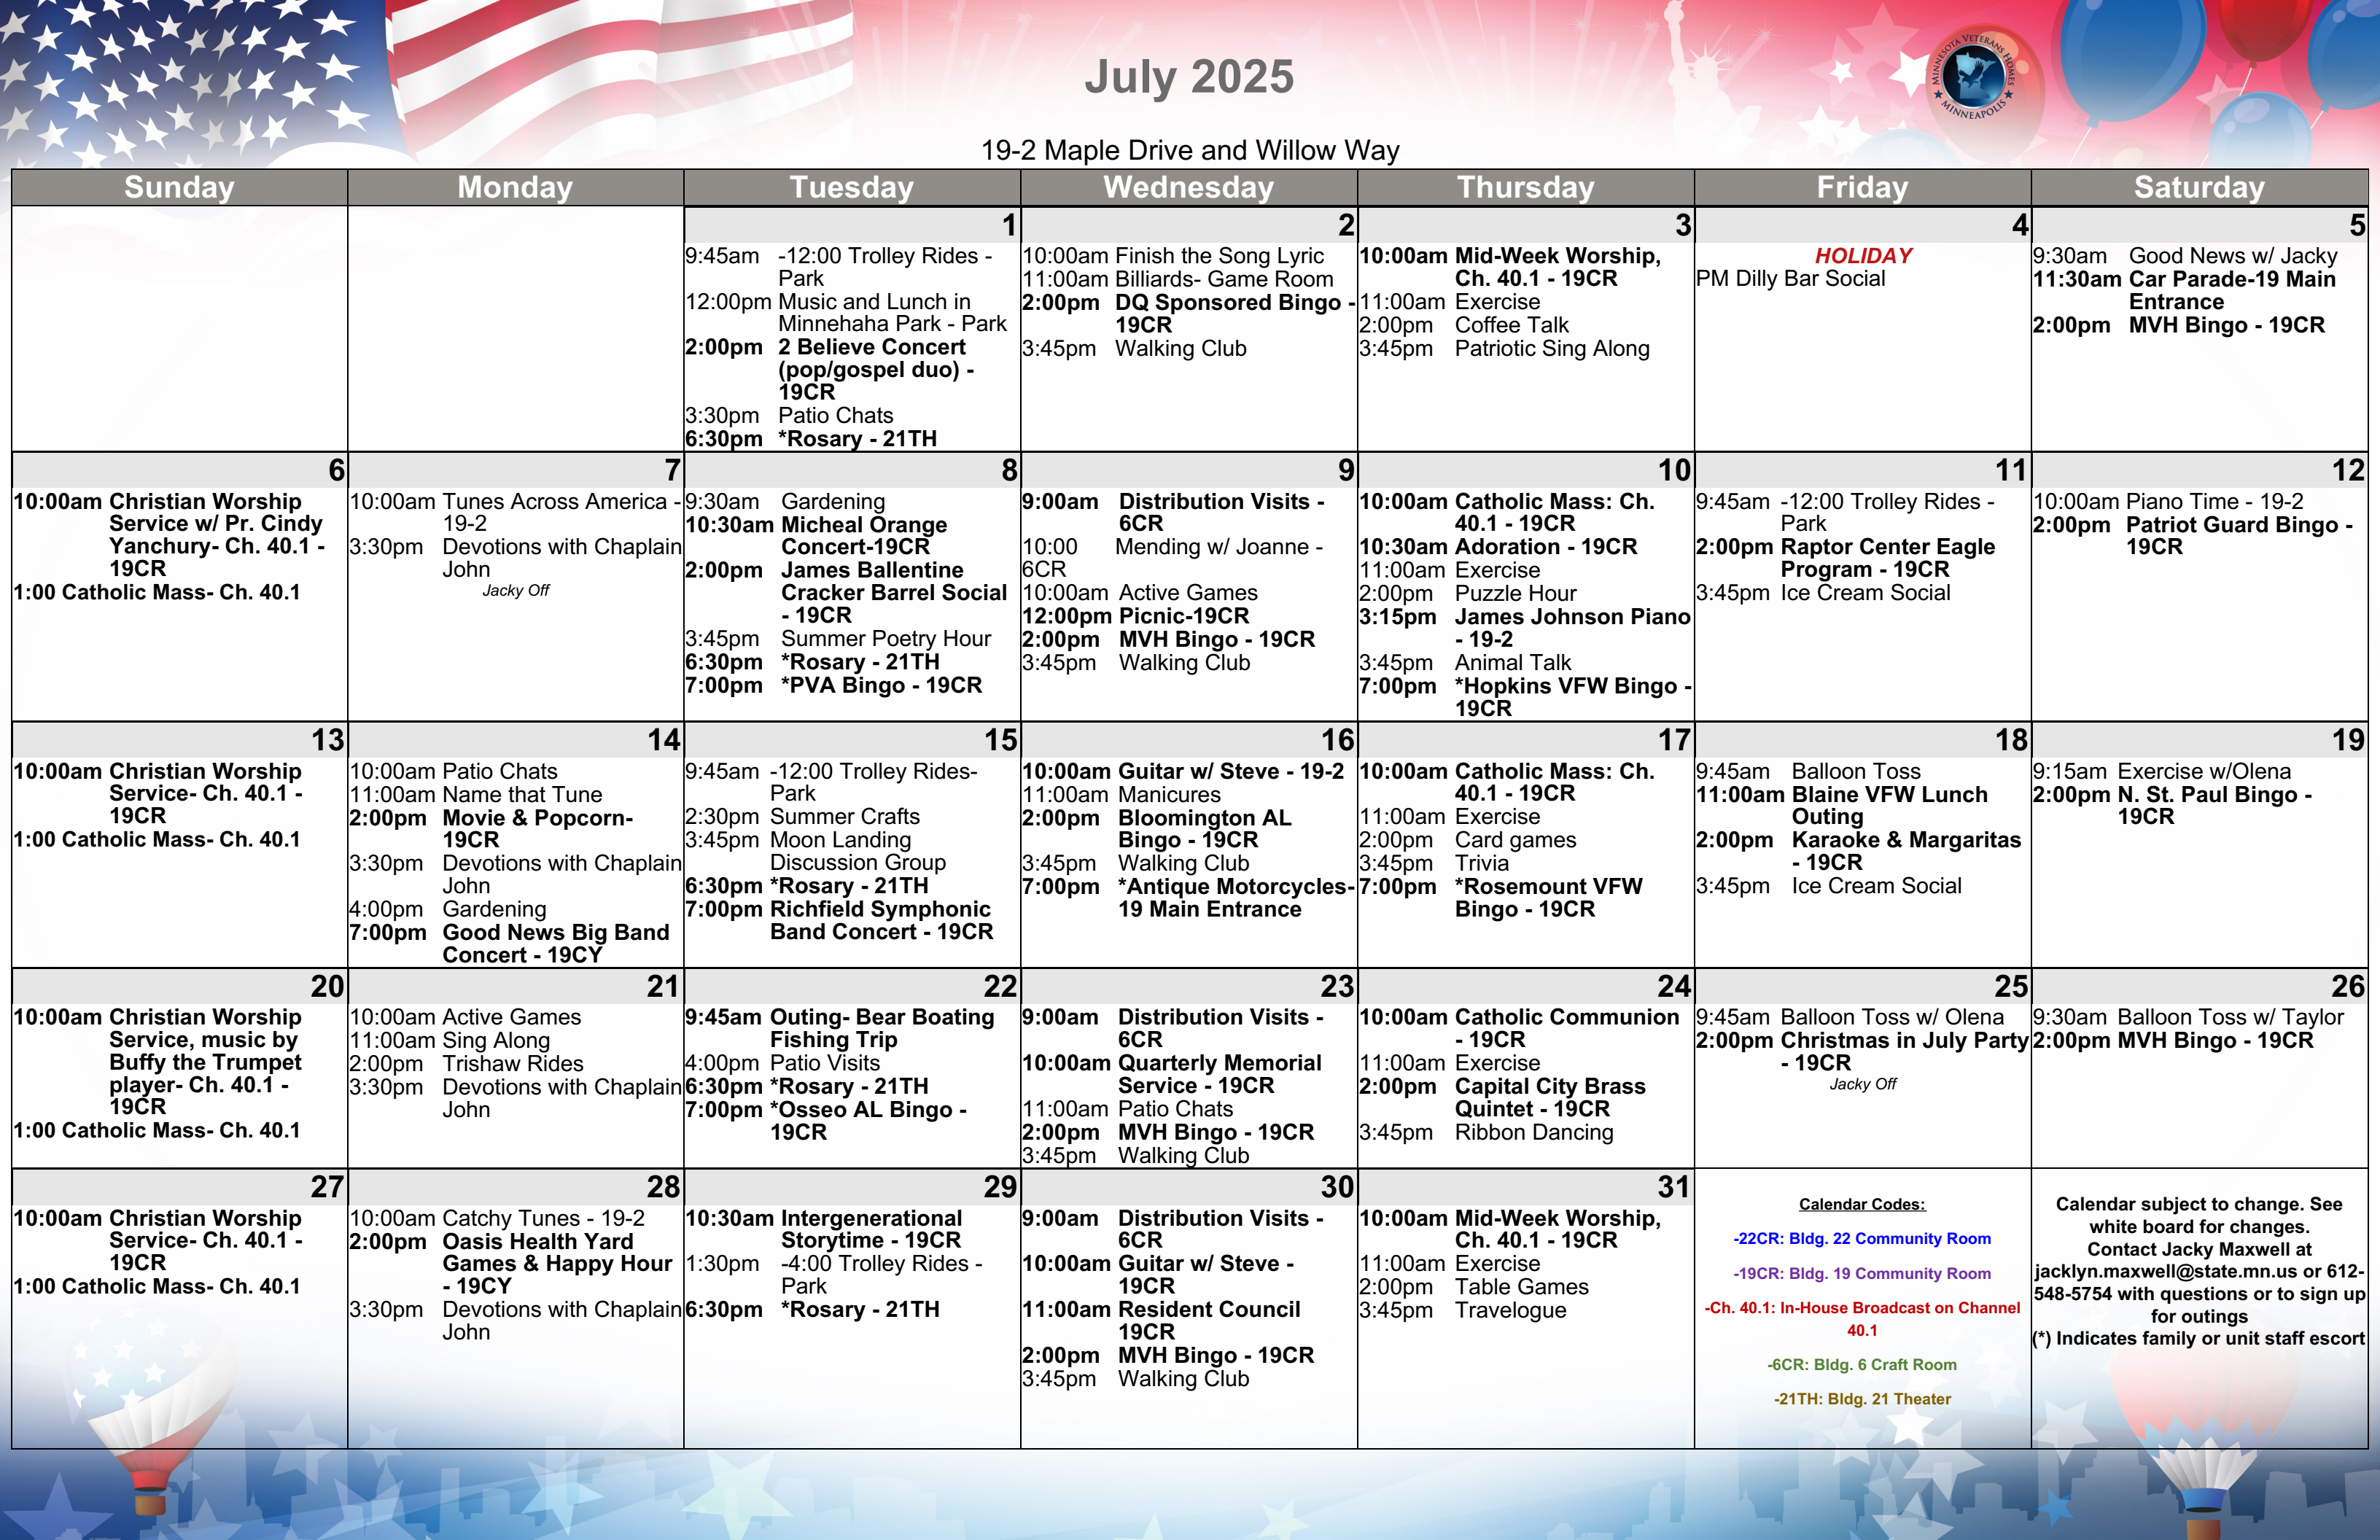 July 2025
MINNESOTA VETERANS HOMES
MINNEAPOLIS
19-2 Maple Drive and Willow Way
Sunday
Monday
Tuesday
Wednesday
Thursday
Friday
Saturday
1
9:45am -12:00 Trolley Rides -
Park
12:00pm Music and Lunch in
Minnehaha Park - Park
2:00pm 2 Believe Concert
(pop/gospel duo) -
19CR
3:30pm Patio Chats
6:30pm *Rosary - 21TH
2
10:00am Finish the Song Lyric
11:00am Billiards- Game Room
2:00pm DQ Sponsored Bingo -
19CR
3:45pm Walking Club
3
10:00am Mid-Week Worship,
Ch. 40.1 - 19CR
11:00am Exercise
2:00pm Coffee Talk
3:45pm Patriotic Sing Along
4
HOLIDAY
PM Dilly Bar Social
5
9:30am Good News w/ Jacky
11:30am Car Parade-19 Main
Entrance
2:00pm MVH Bingo - 19CR
6
10:00am Christian Worship
Service w/ Pr. Cindy
Yanchury- Ch. 40.1 -
19CR
1:00 Catholic Mass- Ch. 40.1
7
10:00am Tunes Across America -
19-2
3:30pm Devotions with Chaplain
John
Jacky Off
8
9:30am Gardening
10:30am Micheal Orange
Concert-19CR
2:00pm James Ballentine
Cracker Barrel Social
- 19CR
3:45pm Summer Poetry Hour
6:30pm *Rosary - 21TH
7:00pm *PVA Bingo - 19CR
9
9:00am Distribution Visits -
6CR
10:00 Mending w/ Joanne -
6CR
10:00am Active Games
12:00pm Picnic-19CR
2:00pm MVH Bingo - 19CR
3:45pm Walking Club
10
10:00am Catholic Mass: Ch.
40.1 - 19CR
10:30am Adoration - 19CR
11:00am Exercise
2:00pm Puzzle Hour
3:15pm James Johnson Piano
- 19-2
3:45pm Animal Talk
7:00pm *Hopkins VFW Bingo -
19CR
11
9:45am -12:00 Trolley Rides -
Park
2:00pm Raptor Center Eagle
Program - 19CR
3:45pm Ice Cream Social
12
10:00am Piano Time - 19-2
2:00pm Patriot Guard Bingo -
19CR
13
10:00am Christian Worship
Service- Ch. 40.1 -
19CR
1:00 Catholic Mass- Ch. 40.1
14
10:00am Patio Chats
11:00am Name that Tune
2:00pm Movie & Popcorn-
19CR
3:30pm Devotions with Chaplain
John
4:00pm Gardening
7:00pm Good News Big Band
Concert - 19CY
15
9:45am -12:00 Trolley Rides-
Park
2:30pm Summer Crafts
3:45pm Moon Landing
Discussion Group
6:30pm *Rosary - 21TH
7:00pm Richfield Symphonic
Band Concert - 19CR
16
10:00am Guitar w/ Steve - 19-2
11:00am Manicures
2:00pm Bloomington AL
Bingo - 19CR
3:45pm Walking Club
7:00pm *Antique Motorcycles-
19 Main Entrance
17
10:00am Catholic Mass: Ch.
40.1 - 19CR
11:00am Exercise
2:00pm Card games
3:45pm Trivia
7:00pm *Rosemount VFW
Bingo - 19CR
18
9:45am Balloon Toss
11:00am Blaine VFW Lunch
Outing
2:00pm Karaoke & Margaritas
- 19CR
3:45pm Ice Cream Social
19
9:15am Exercise w/Olena
2:00pm N. St. Paul Bingo -
19CR
20
10:00am Christian Worship
Service, music by
Buffy the Trumpet
player- Ch. 40.1 -
19CR
1:00 Catholic Mass- Ch. 40.1
21
10:00am Active Games
11:00am Sing Along
2:00pm Trishaw Rides
3:30pm Devotions with Chaplain
John
22
9:45am Outing- Bear Boating
Fishing Trip
4:00pm Patio Visits
6:30pm *Rosary - 21TH
7:00pm *Osseo AL Bingo -
19CR
23
9:00am Distribution Visits -
6CR
10:00am Quarterly Memorial
Service - 19CR
11:00am Patio Chats
2:00pm MVH Bingo - 19CR
3:45pm Walking Club
24
10:00am Catholic Communion
- 19CR
11:00am Exercise
2:00pm Capital City Brass
Quintet - 19CR
3:45pm Ribbon Dancing
25
9:45am Balloon Toss w/ Olena
2:00pm Christmas in July Party
- 19CR
Jacky Off
26
9:30am Balloon Toss w/ Taylor
2:00pm MVH Bingo - 19CR
27
10:00am Christian Worship
Service- Ch. 40.1 -
19CR
1:00 Catholic Mass- Ch. 40.1
28
10:00am Catchy Tunes - 19-2
2:00pm Oasis Health Yard
Games & Happy Hour
- 19CY
3:30pm Devotions with Chaplain
John
29
10:30am Intergenerational
Storytime - 19CR
1:30pm -4:00 Trolley Rides -
Park
6:30pm *Rosary - 21TH
30
9:00am Distribution Visits -
6CR
10:00am Guitar w/ Steve -
19CR
11:00am Resident Council
19CR
2:00pm MVH Bingo - 19CR
3:45pm Walking Club
31
10:00am Mid-Week Worship,
Ch. 40.1 - 19CR
11:00am Exercise
2:00pm Table Games
3:45pm Travelogue
Calendar Codes:
-22CR: Bldg. 22 Community Room
-19CR: Bldg. 19 Community Room
-Ch. 40.1: In-House Broadcast on Channel
40.1
-6CR: Bldg. 6 Craft Room
-21TH: Bldg. 21 Theater
Calendar subject to change. See
white board for changes.
Contact Jacky Maxwell at
jacklyn.maxwell@state.mn.us or 612-
548-5754 with questions or to sign up
for outings
(*) Indicates family or unit staff escort